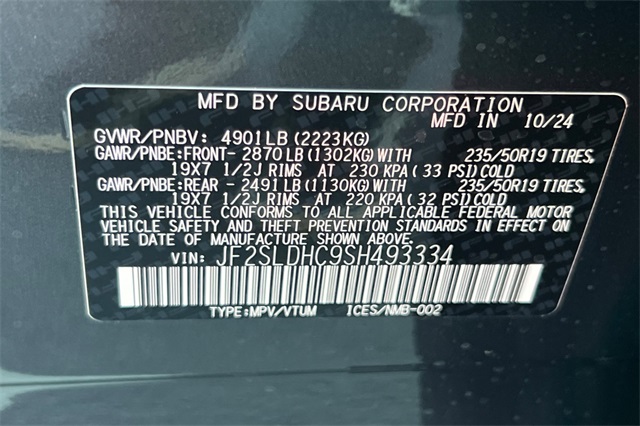 MFD BY SUBARU CORPORATION
MFD IN 10/24
GVWR/PNBV: 4901LB (2223KG)
GAWR/PNBE:FRONT- 2870 LB (1302KG) WITH 235/50R19 TIRES,
19X7 1/2J RIMS AT 230 KPA (33 PSI) COLD
GAWR/PNBE:REAR - 2491 LB (1130KG) WITH 235/50R19 TIRES,
19X7 1/2J RIMS AT 220 KPA (32 PSI) COLD
THIS VEHICLE CONFORMS TO ALL APPLICABLE FEDERAL MOTOR
VEHICLE SAFETY AND THEFT PREVENTION STANDARDS IN EFFECT
ON THE DATE OF MANUFACTURE SHOWN ABOVE.
VIN: JF2SLDHC9SH493334
TYPE:MPV/VTUM ICES/NMB-002